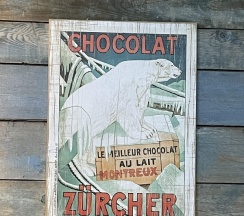 CHOCOLAT
LE MEILLEUR CHOCOLAT
AU LAIT
MONTREUX
ZÜRCHER